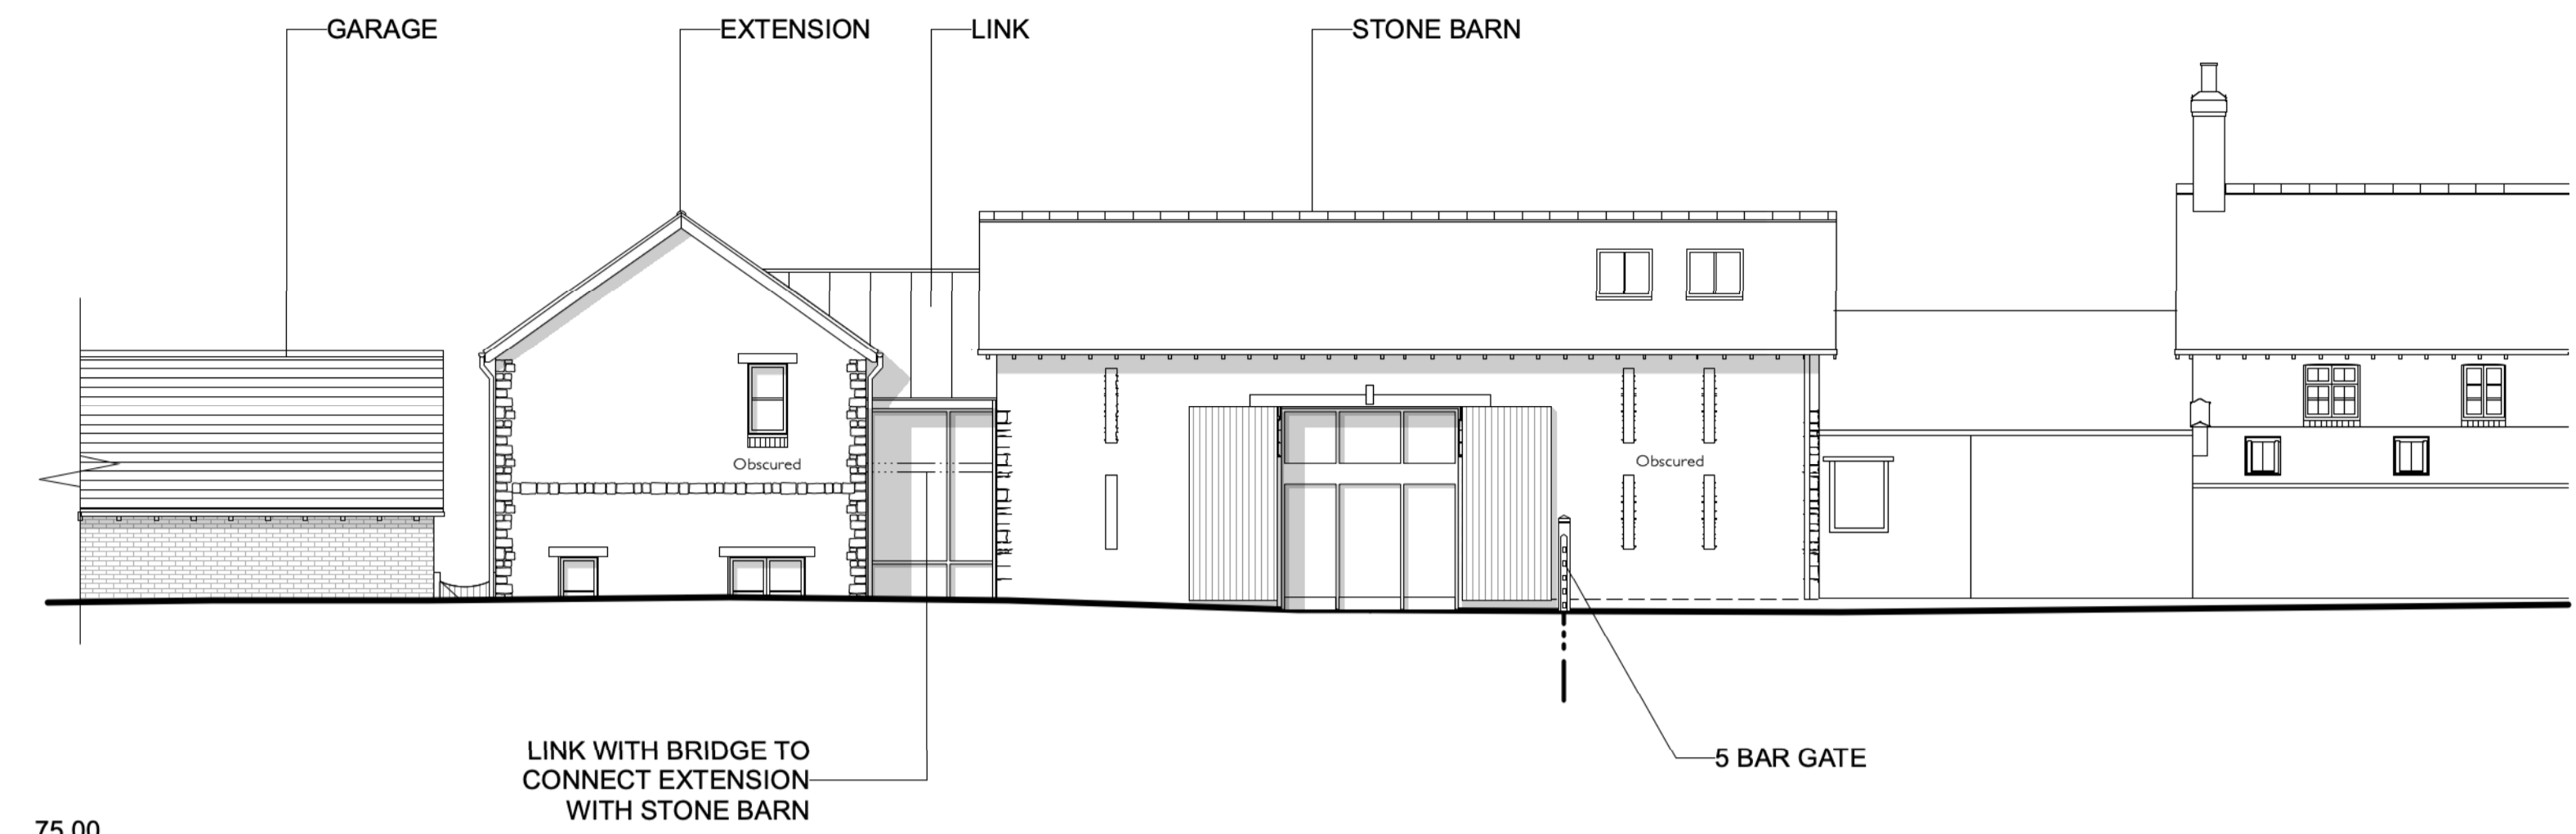 GARAGE
EXTENSION
LINK
STONE BARN
Obscured
Obscured
LINK WITH BRIDGE TO
CONNECT EXTENSION
WITH STONE BARN
5 BAR GATE
75.00